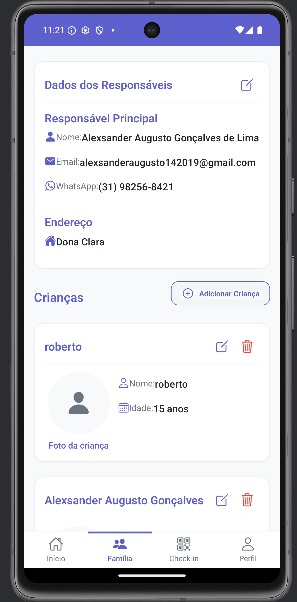 11:21
Dados dos Responsáveis
Responsável Principal
Nome:Alexsander Augusto Gonçalves de Lima
Email:alexsanderaugusto142019@gmail.com
WhatsApp:(31) 98256-8421
Endereço
Dona Clara
Crianças
Adicionar Criança
roberto
Nome:roberto
Idade:15 anos
Foto da criança
Alexsander Augusto Gonçalves
Início
Família
Check-in
Perfil